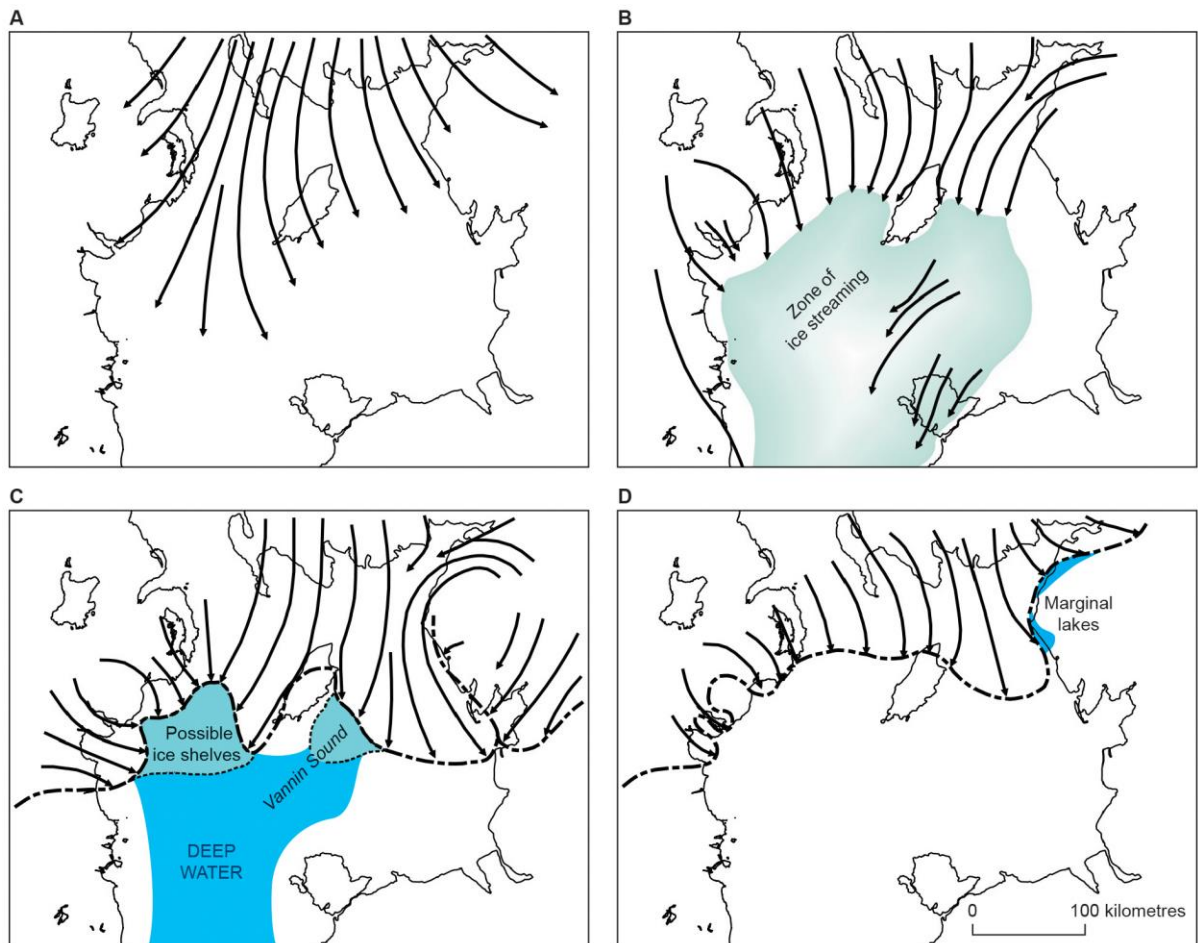 A
B
Zone of
ice streaming
C
Possible
ice shelves
Vannin Sound
DEEP
WATER
D
Marginal
lakes
0
100 kilometres